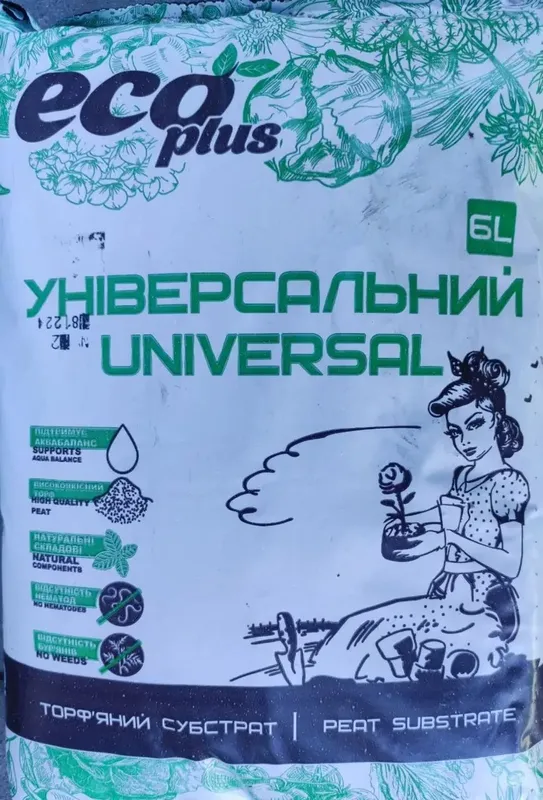 eco
plus
6L
УНІВЕРСАЛЬНИЙ
UNIVERSAL
ПІДТРИМУЄ
АКВАБАЛАНС
SUPPORTS
AQUA BALANCE
ВИСОКОЯКІСНИЙ
ТОРФ
HIGH QUALITY
PEAT
НАТУРАЛЬНІ
СКЛАДОВІ
NATURAL
COMPONENTS
ВІДСУТНІСТЬ
НЕМАТОД
NO NEMATODES
ВІДСУТНІСТЬ
БУР'ЯНІВ
NO WEEDS
ТОРФ'ЯНИЙ СУБСТРАТ | PEAT SUBSTRATE